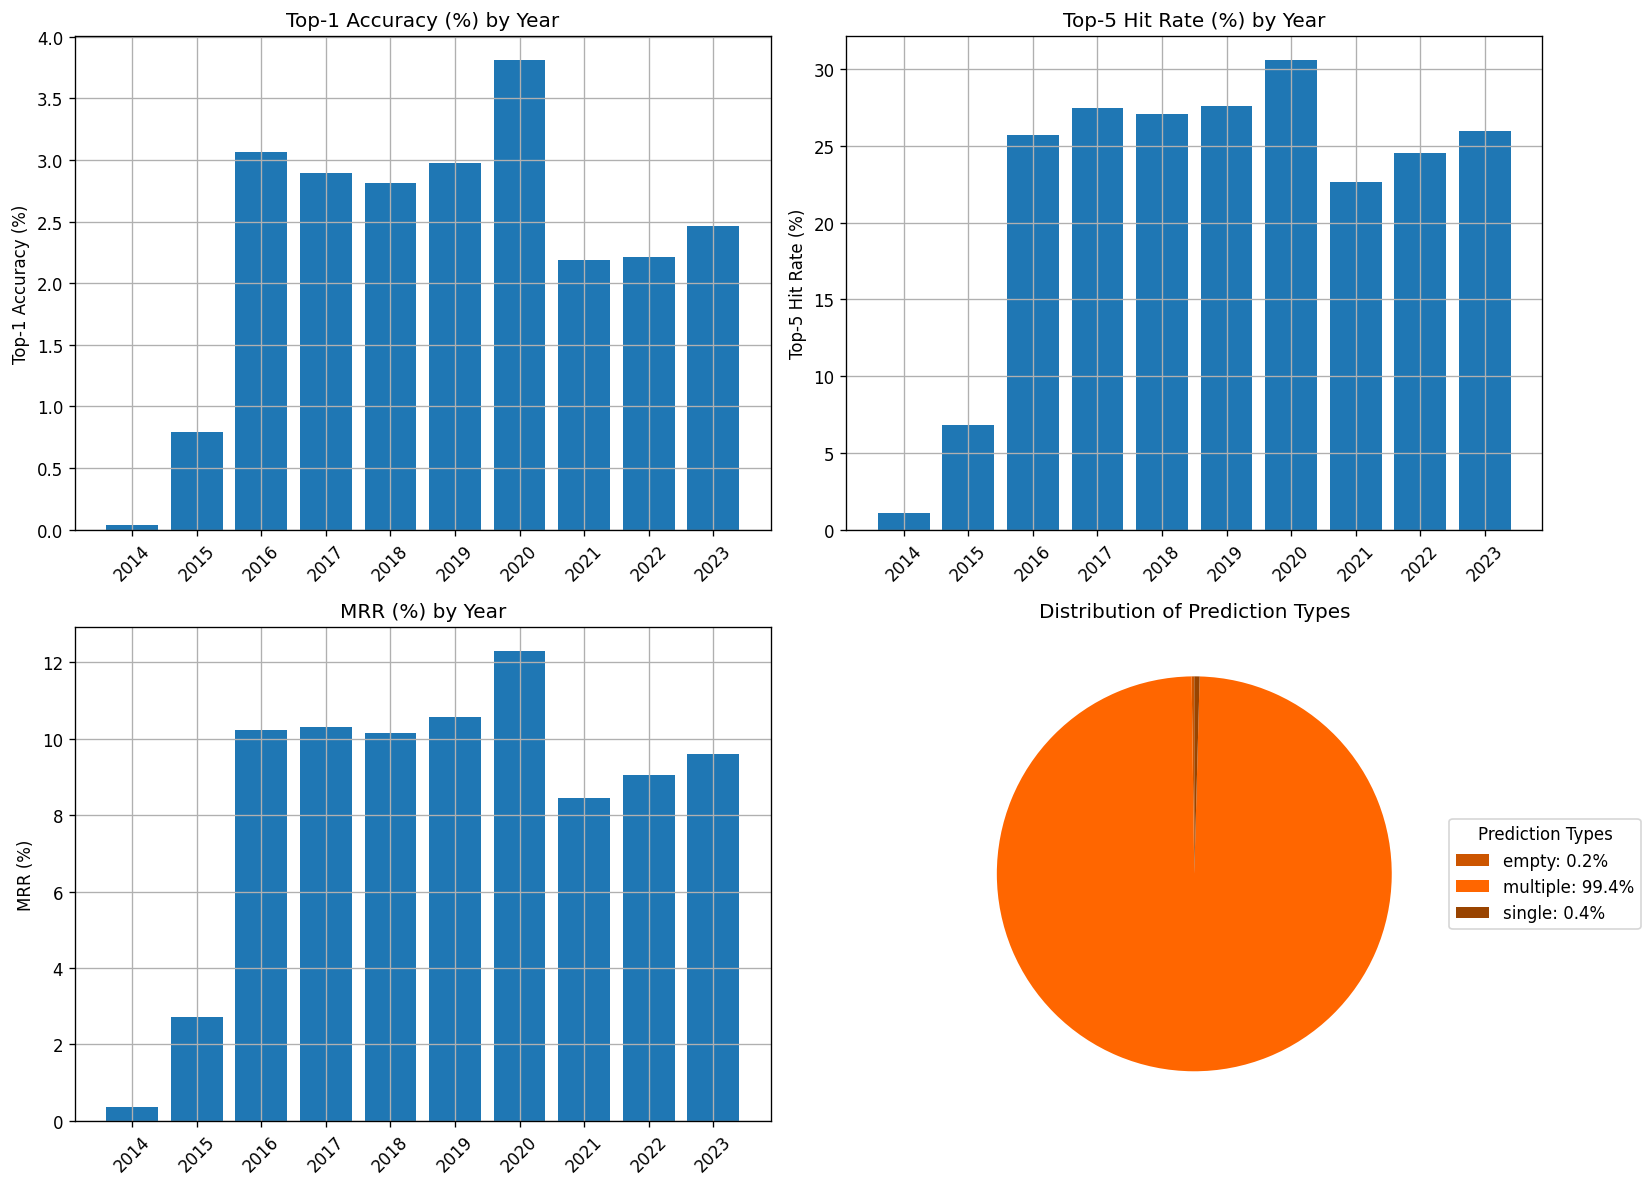 Top-1 Accuracy (%) by Year
Top-1 Accuracy (%)
4.0
3.5
3.0
2.5
2.0
1.5
1.0
0.5
0.0
2014 2015 2016 2017 2018 2019 2020 2021 2022 2023
Top-5 Hit Rate (%) by Year
Top-5 Hit Rate (%)
30
25
20
15
10
5
0
2014 2015 2016 2017 2018 2019 2020 2021 2022 2023
MRR (%) by Year
MRR (%)
12
10
8
6
4
2
0
2014 2015 2016 2017 2018 2019 2020 2021 2022 2023
Distribution of Prediction Types
Prediction Types
empty: 0.2%
multiple: 99.4%
single: 0.4%